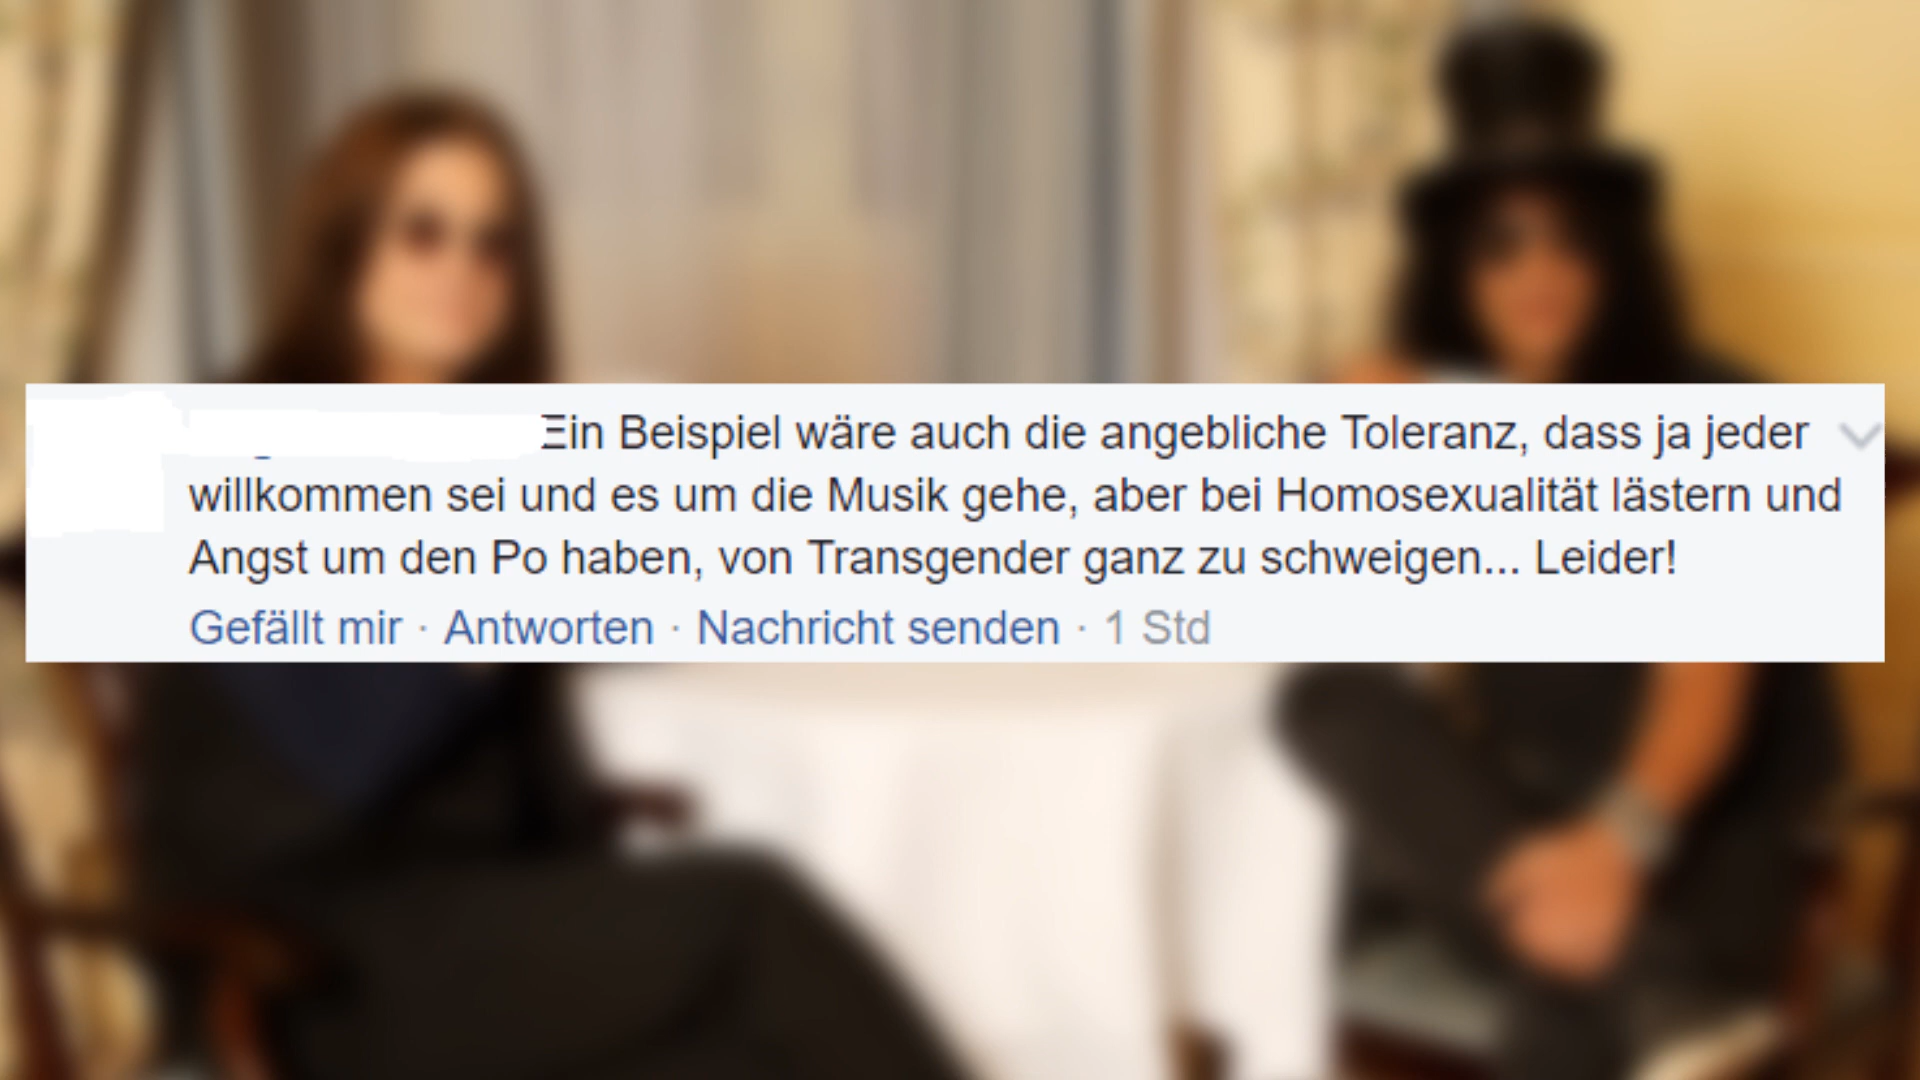 Ein Beispiel wäre auch die angebliche Toleranz, dass ja jeder
willkommen sei und es um die Musik gehe, aber bei Homosexualität lästern und
Angst um den Po haben, von Transgender ganz zu schweigen... Leider!
Gefällt mir · Antworten · Nachricht senden · 1 Std